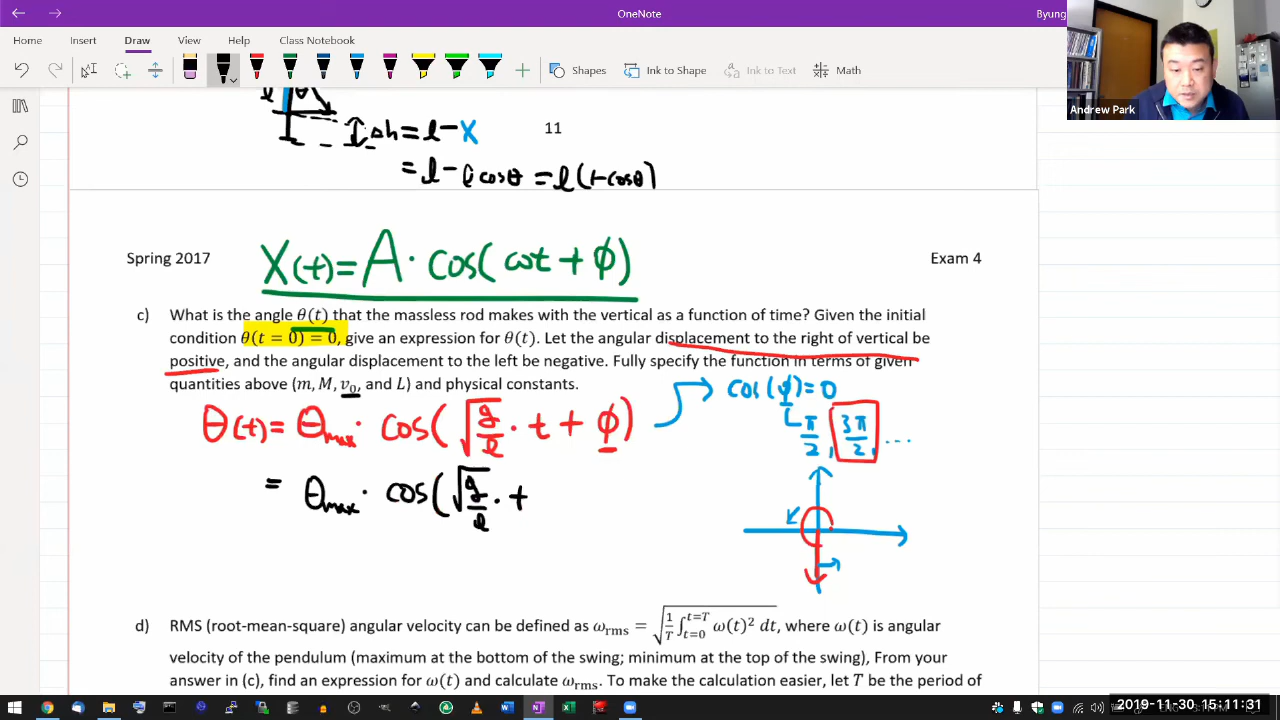 OneNote
Byung
Home Insert Draw View Help Class Notebook
Shapes Ink to Shape Ink to Text Math
Andrew Park
l θ
Δh = l − X
11
= l − l cosθ = l(1−cosθ)
Spring 2017
X(t) = A · cos(ωt + ϕ)
Exam 4
c) What is the angle θ(t) that the massless rod makes with the vertical as a function of time? Given the initial
condition θ(t = 0) = 0, give an expression for θ(t). Let the angular displacement to the right of vertical be
positive, and the angular displacement to the left be negative. Fully specify the function in terms of given
quantities above (m, M, v₀, and L) and physical constants.
cos(ϕ)=0
θ(t) = θmax · cos(√(g/l) · t + ϕ)
π/2, 3π/2, ...
= θmax · cos(√(g/l) · t
d) RMS (root-mean-square) angular velocity can be defined as ωrms = √(1/T ∫_{t=0}^{t=T} ω(t)² dt), where ω(t) is angular
velocity of the pendulum (maximum at the bottom of the swing; minimum at the top of the swing), From your
answer in (c), find an expression for ω(t) and calculate ωrms. To make the calculation easier, let T be the period of
2019-11-30 15:11:31